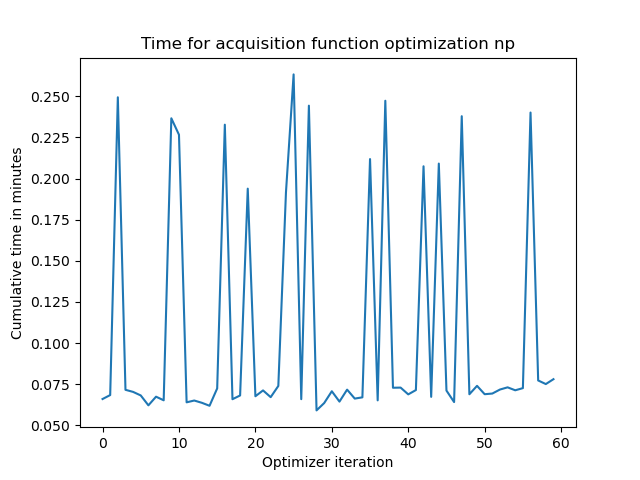 Time for acquisition function optimization np
Cumulative time in minutes
0.250
0.225
0.200
0.175
0.150
0.125
0.100
0.075
0.050
0 10 20 30 40 50 60
Optimizer iteration